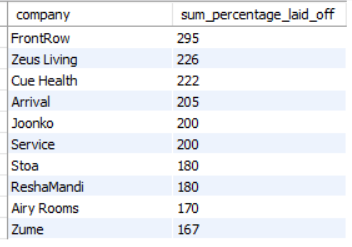 company sum_percentage_laid_off
FrontRow 295
Zeus Living 226
Cue Health 222
Arrival 205
Joonko 200
Service 200
Stoa 180
ReshaMandi 180
Airy Rooms 170
Zume 167